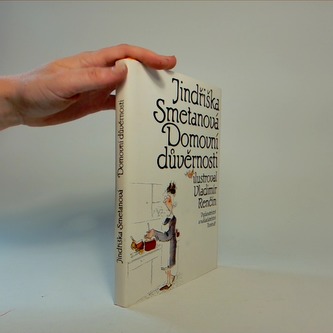 Jindřiška
Smetanová
Domovní
důvěrnosti
ilustroval
Vladimír
Renčín
Jindřiška Smetanová Domovní důvěrnosti